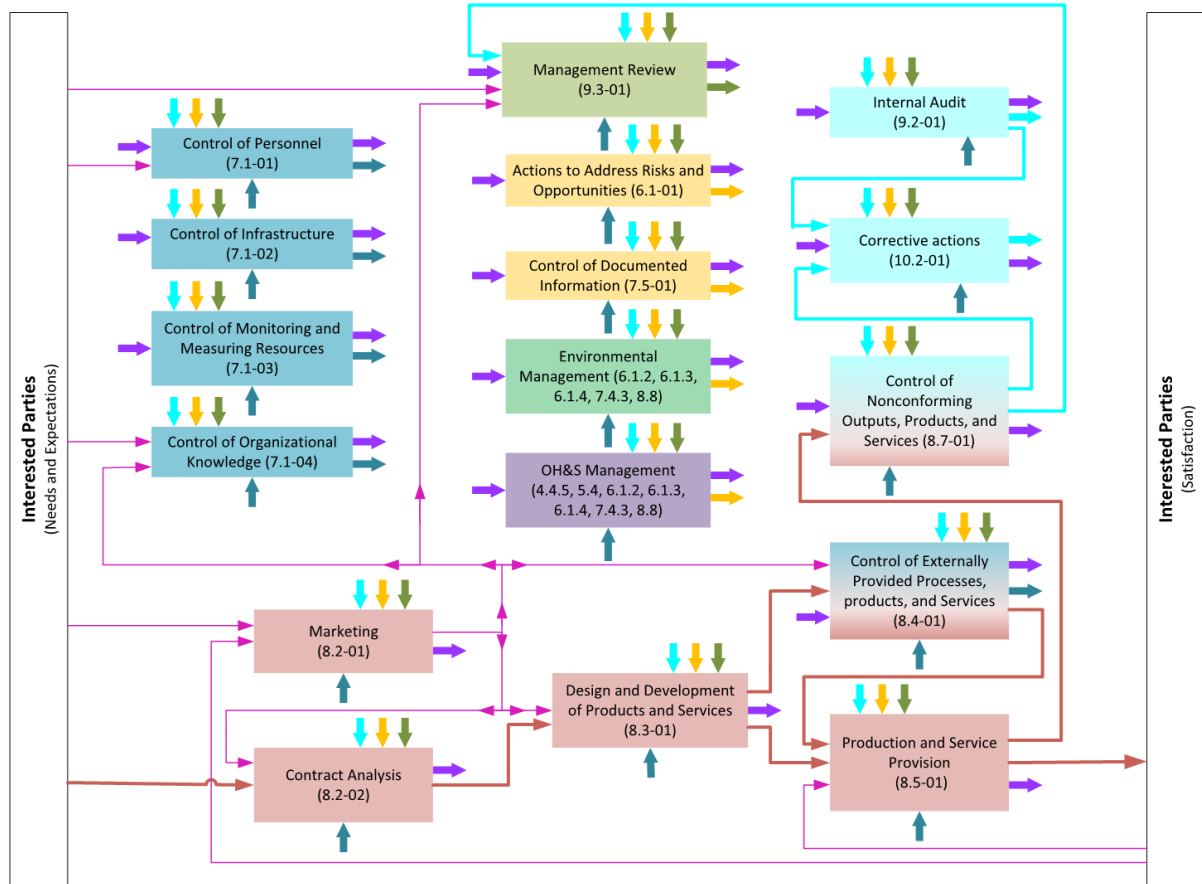 Interested Parties
(Needs and Expectations)
Control of Personnel
(7.1-01)
Control of Infrastructure
(7.1-02)
Control of Monitoring and
Measuring Resources
(7.1-03)
Control of Organizational
Knowledge (7.1-04)
Management Review
(9.3-01)
Actions to Address Risks and
Opportunities (6.1-01)
Control of Documented
Information (7.5-01)
Environmental
Management (6.1.2, 6.1.3,
6.1.4, 7.4.3, 8.8)
OH&S Management
(4.4.5, 5.4, 6.1.2, 6.1.3,
6.1.4, 7.4.3, 8.8)
Internal Audit
(9.2-01)
Corrective actions
(10.2-01)
Control of
Nonconforming
Outputs, Products, and
Services (8.7-01)
Control of Externally
Provided Processes,
products, and Services
(8.4-01)
Marketing
(8.2-01)
Contract Analysis
(8.2-02)
Design and Development
of Products and Services
(8.3-01)
Production and Service
Provision
(8.5-01)
Interested Parties
(Satisfaction)